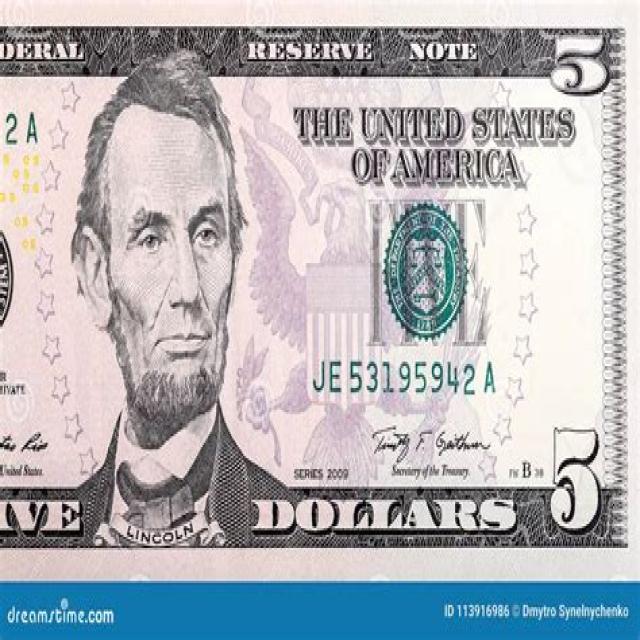 DERAL RESERVE NOTE
5
THE UNITED STATES
OF AMERICA
2 A
JE 53195942 A
SERIES 2009
Secretary of the Treasury.
United States.
FW B 38
5
IVE DOLLARS
LINCOLN
dreamstime.com
ID 113916986 © Dmytro Synelnychenko